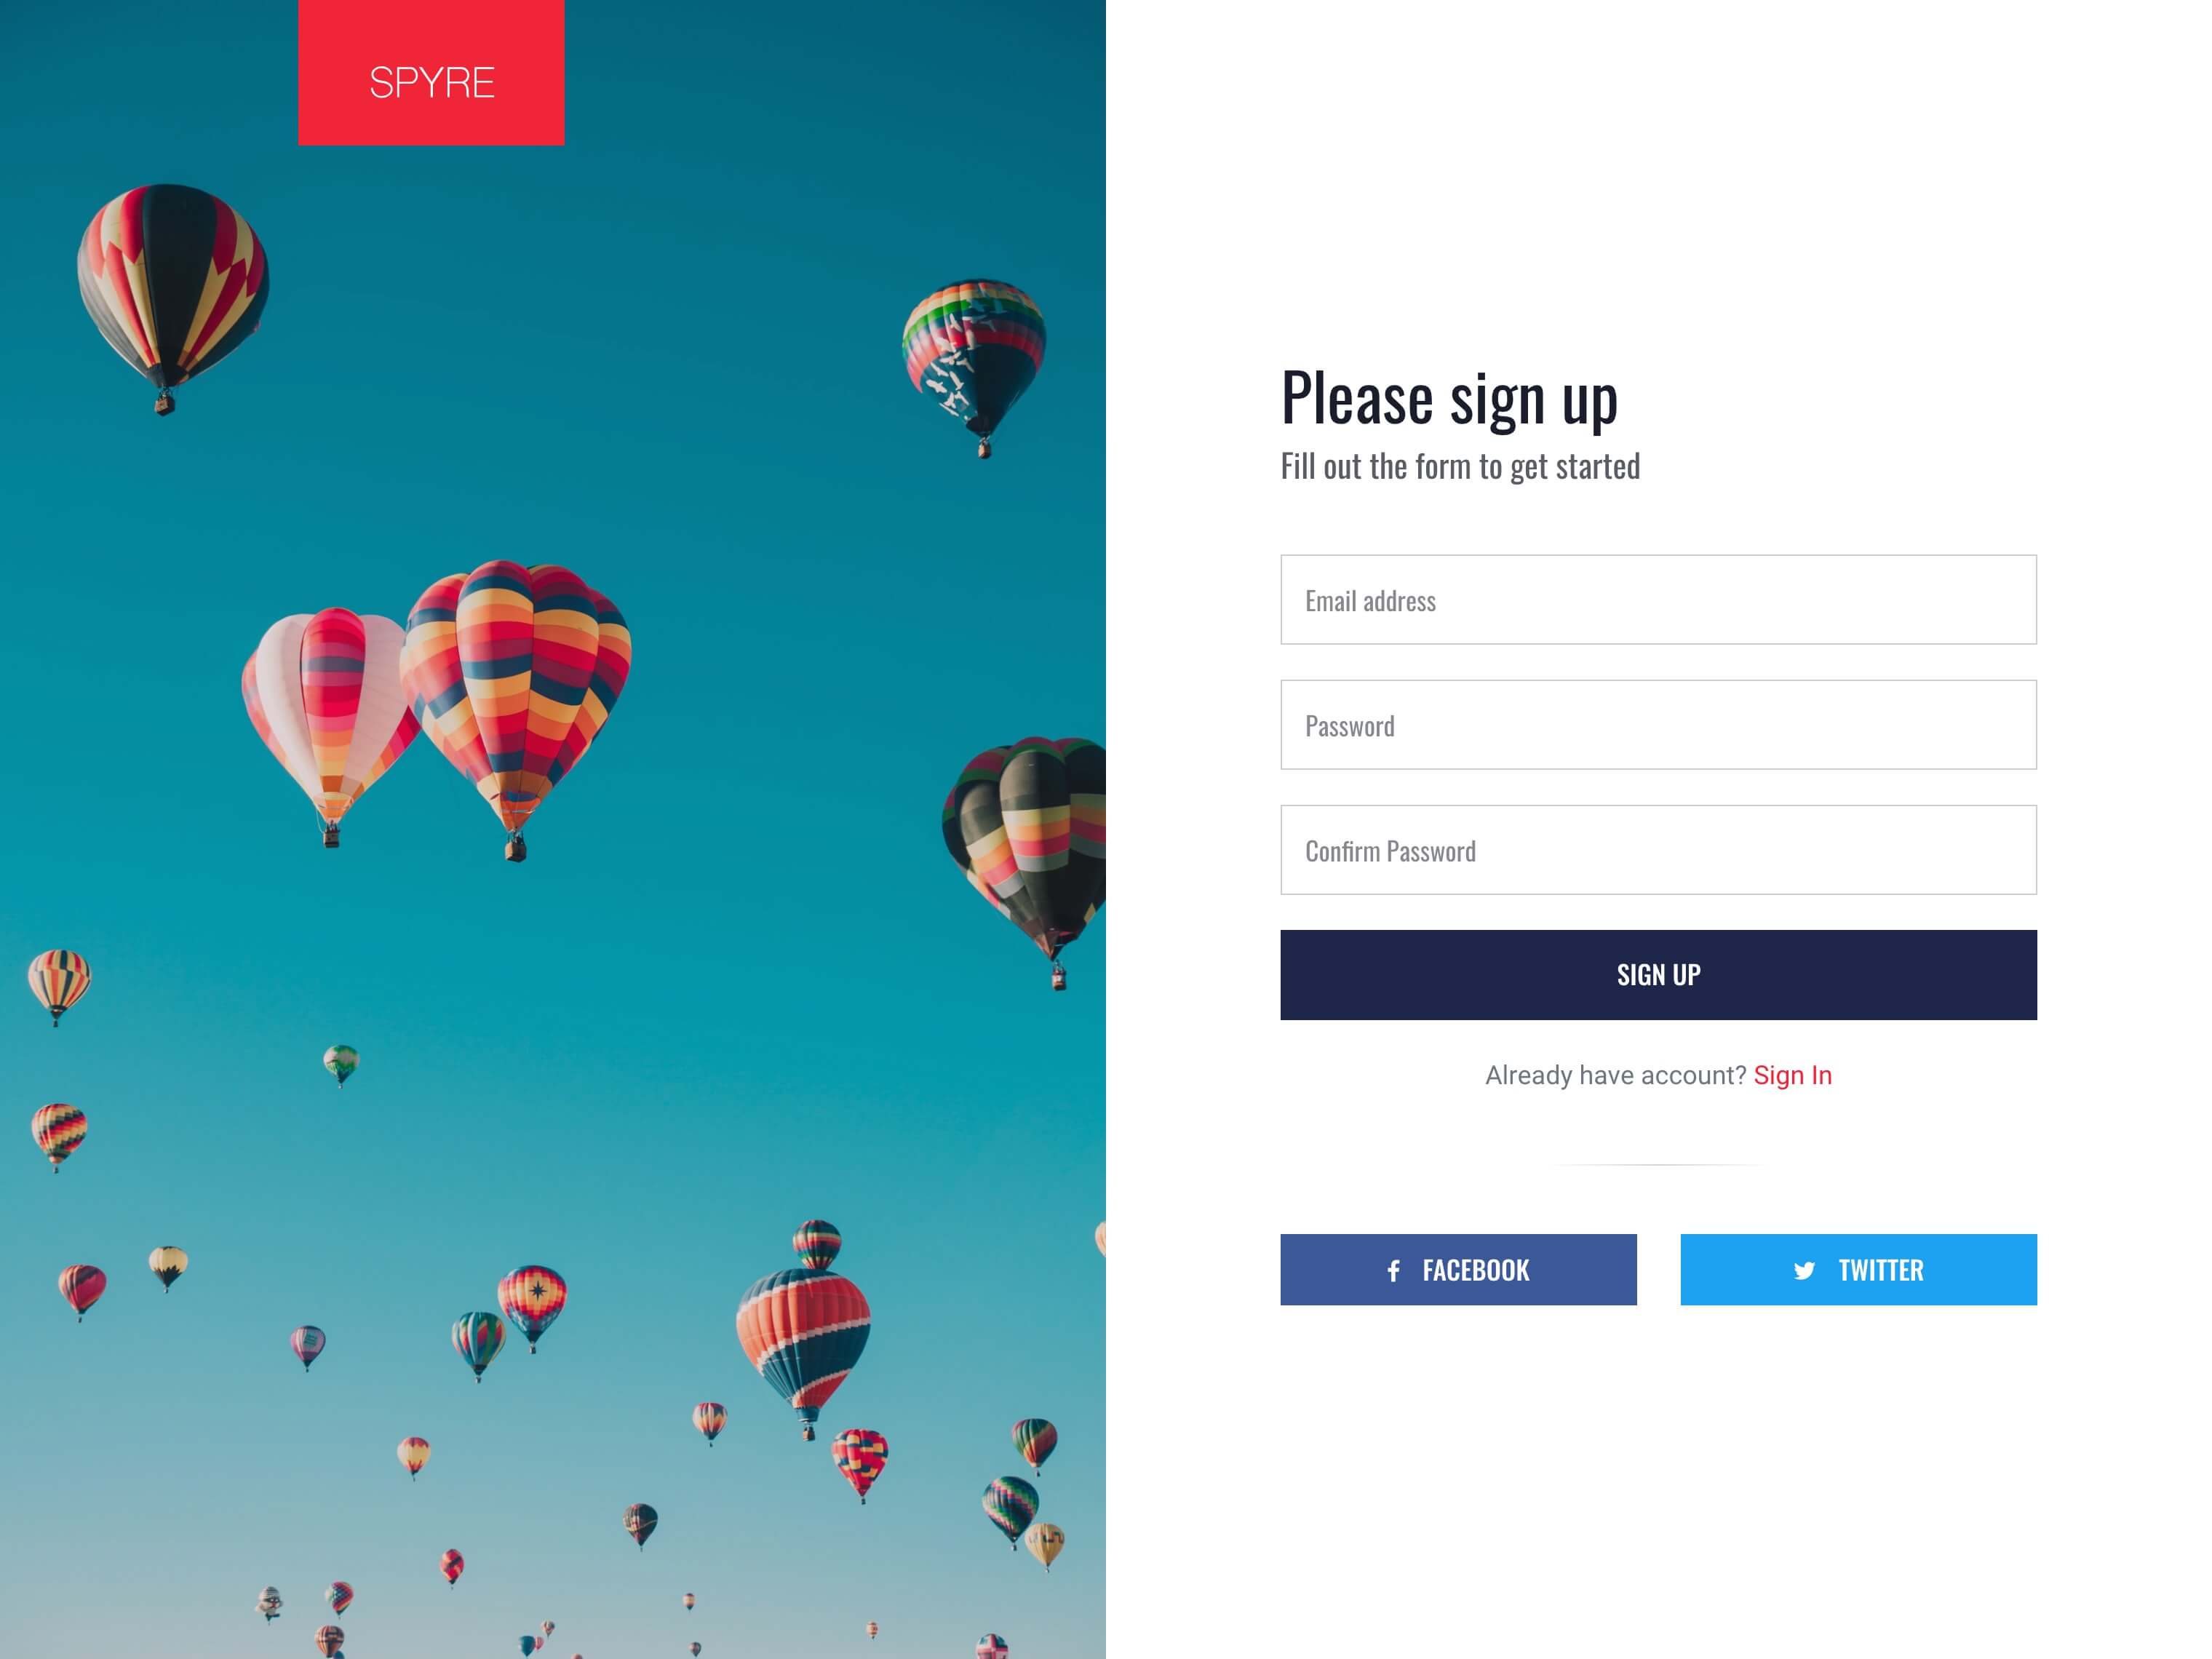 SPYRE
Please sign up
Fill out the form to get started
Email address
Password
Confirm Password
SIGN UP
Already have account? Sign In
FACEBOOK
TWITTER